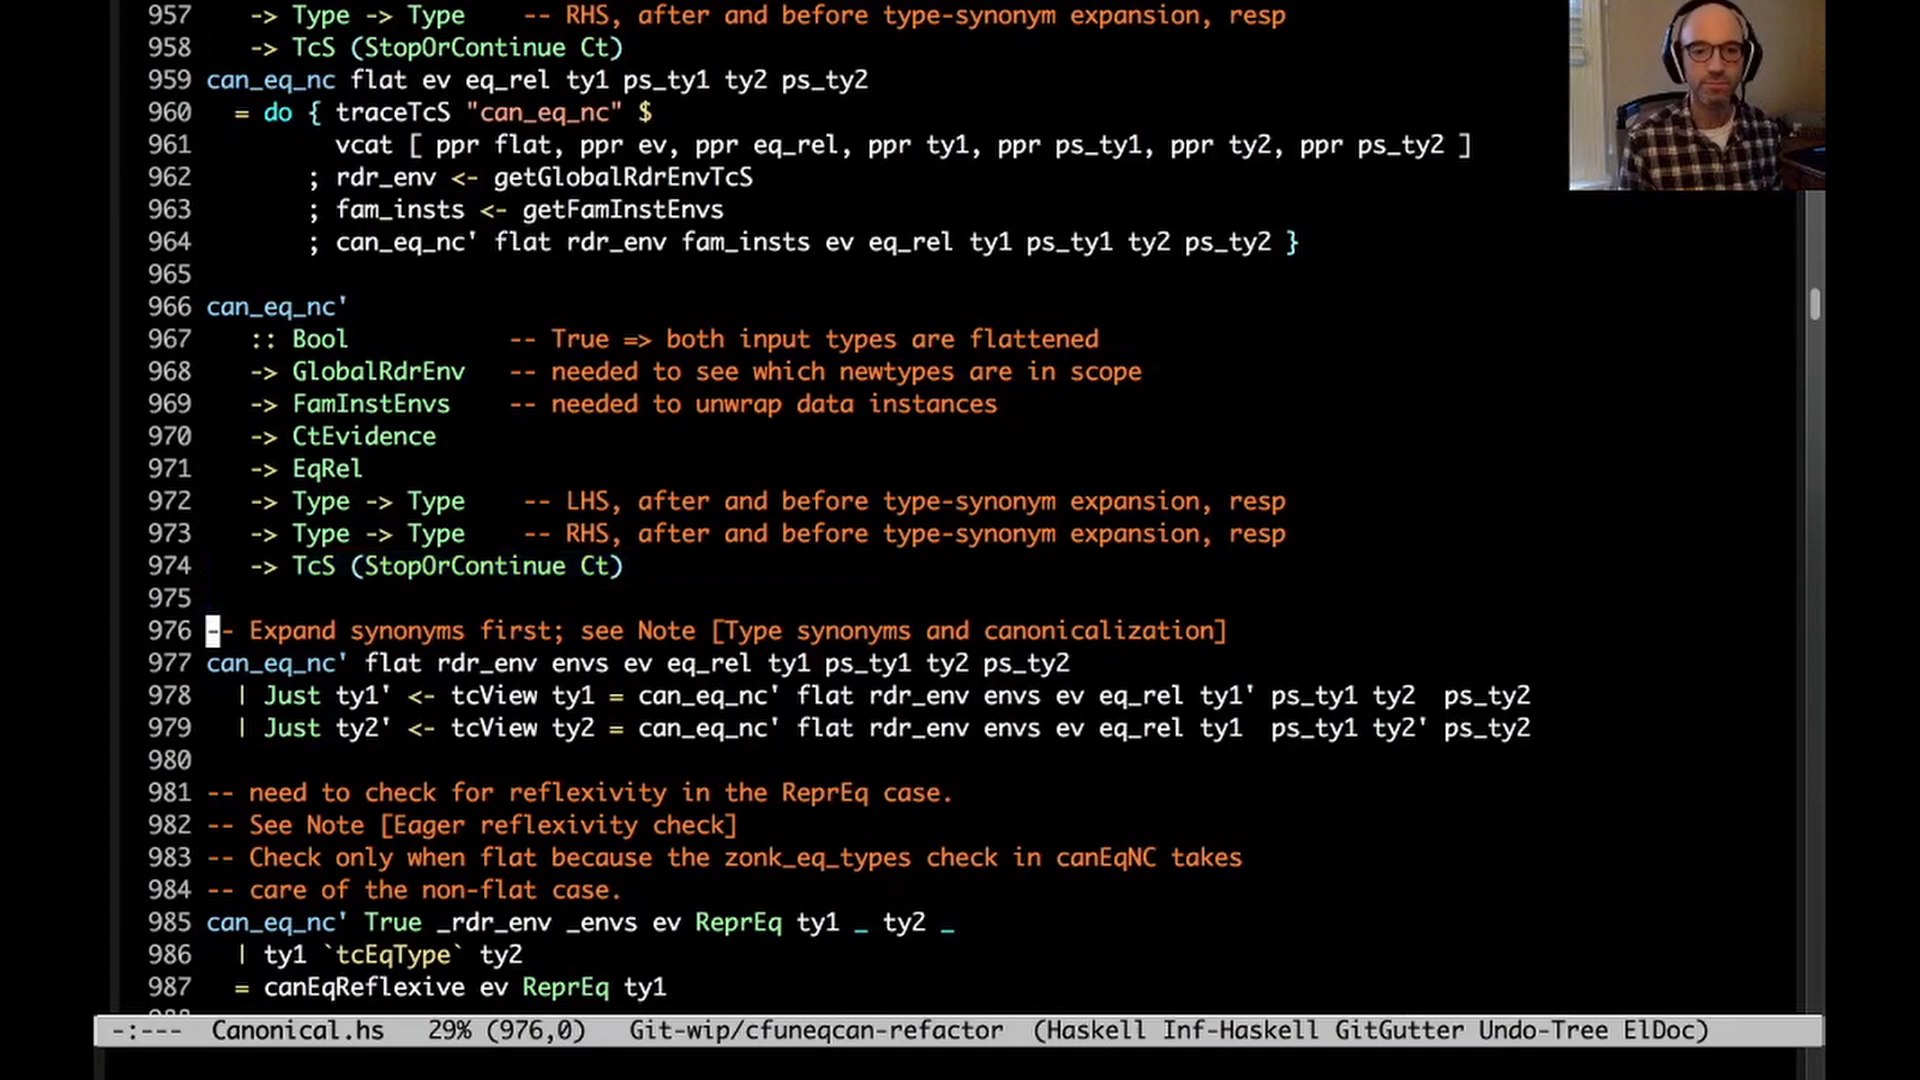 957    -> Type -> Type    -- RHS, after and before type-synonym expansion, resp
958    -> TcS (StopOrContinue Ct)
959 can_eq_nc flat ev eq_rel ty1 ps_ty1 ty2 ps_ty2
960   = do { traceTcS "can_eq_nc" $
961          vcat [ ppr flat, ppr ev, ppr eq_rel, ppr ty1, ppr ps_ty1, ppr ty2, ppr ps_ty2 ]
962        ; rdr_env <- getGlobalRdrEnvTcS
963        ; fam_insts <- getFamInstEnvs
964        ; can_eq_nc' flat rdr_env fam_insts ev eq_rel ty1 ps_ty1 ty2 ps_ty2 }
965
966 can_eq_nc'
967    :: Bool           -- True => both input types are flattened
968    -> GlobalRdrEnv   -- needed to see which newtypes are in scope
969    -> FamInstEnvs    -- needed to unwrap data instances
970    -> CtEvidence
971    -> EqRel
972    -> Type -> Type    -- LHS, after and before type-synonym expansion, resp
973    -> Type -> Type    -- RHS, after and before type-synonym expansion, resp
974    -> TcS (StopOrContinue Ct)
975
976 -- Expand synonyms first; see Note [Type synonyms and canonicalization]
977 can_eq_nc' flat rdr_env envs ev eq_rel ty1 ps_ty1 ty2 ps_ty2
978   | Just ty1' <- tcView ty1 = can_eq_nc' flat rdr_env envs ev eq_rel ty1' ps_ty1 ty2  ps_ty2
979   | Just ty2' <- tcView ty2 = can_eq_nc' flat rdr_env envs ev eq_rel ty1  ps_ty1 ty2' ps_ty2
980
981 -- need to check for reflexivity in the ReprEq case.
982 -- See Note [Eager reflexivity check]
983 -- Check only when flat because the zonk_eq_types check in canEqNC takes
984 -- care of the non-flat case.
985 can_eq_nc' True _rdr_env _envs ev ReprEq ty1 _ ty2 _
986   | ty1 `tcEqType` ty2
987   = canEqReflexive ev ReprEq ty1
-:---  Canonical.hs   29% (976,0)   Git-wip/cfuneqcan-refactor  (Haskell Inf-Haskell GitGutter Undo-Tree ElDoc)